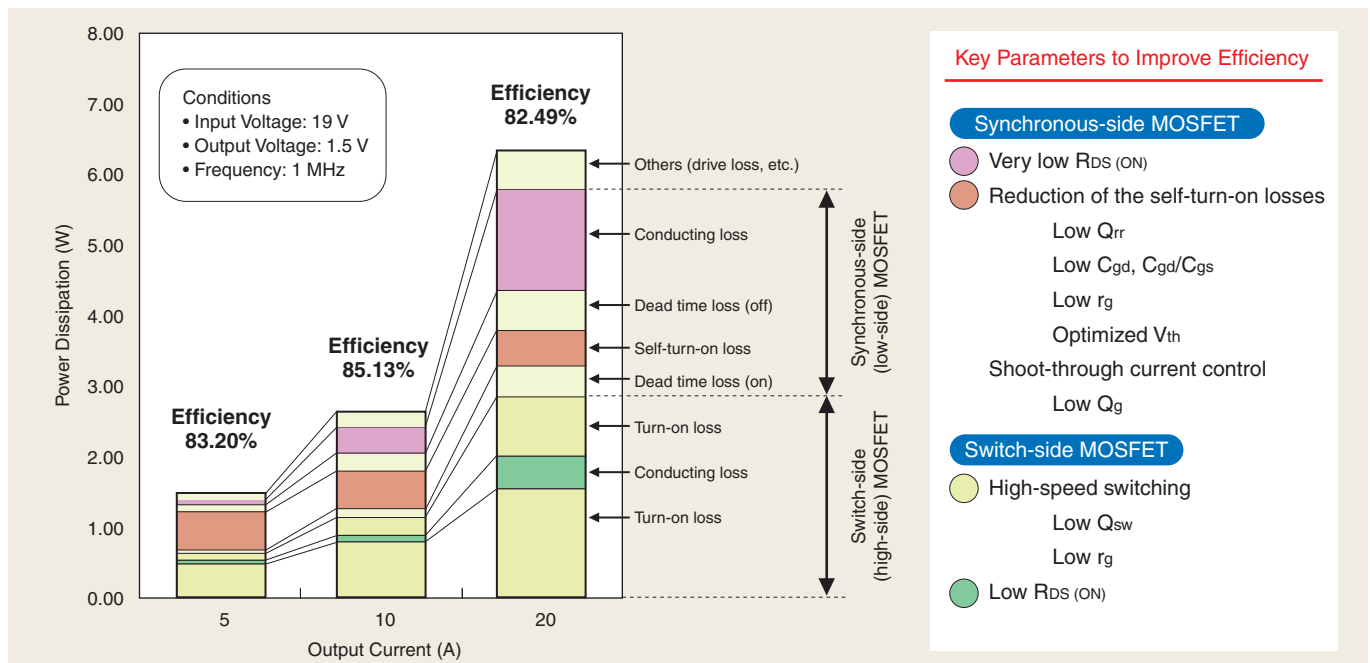 8.00
7.00
6.00
5.00
4.00
3.00
2.00
1.00
0.00
Power Dissipation (W)
Conditions
• Input Voltage: 19 V
• Output Voltage: 1.5 V
• Frequency: 1 MHz
Efficiency
83.20%
Efficiency
85.13%
Efficiency
82.49%
5
10
20
Output Current (A)
Others (drive loss, etc.)
Conducting loss
Dead time loss (off)
Self-turn-on loss
Dead time loss (on)
Turn-on loss
Conducting loss
Turn-on loss
Synchronous-side
(low-side) MOSFET
Switch-side
(high-side) MOSFET
Key Parameters to Improve Efficiency
Synchronous-side MOSFET
Very low RDS (ON)
Reduction of the self-turn-on losses
Low Qrr
Low Cgd, Cgd/Cgs
Low rg
Optimized Vth
Shoot-through current control
Low Qg
Switch-side MOSFET
High-speed switching
Low Qsw
Low rg
Low RDS (ON)